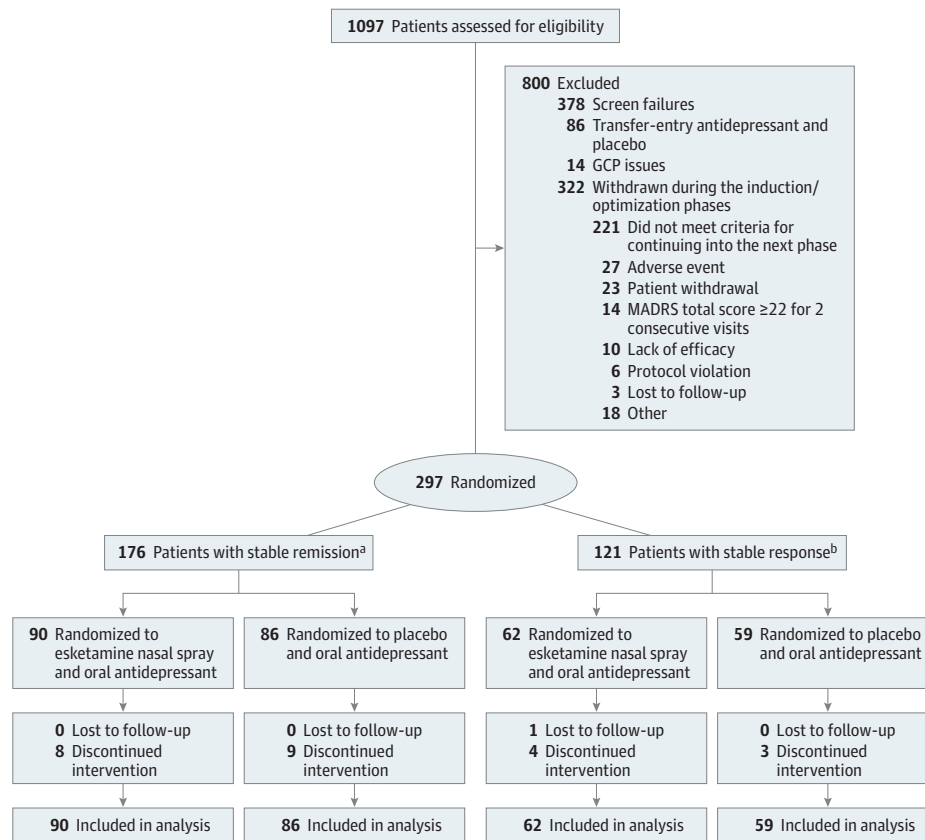 1097 Patients assessed for eligibility
800 Excluded
378 Screen failures
86 Transfer-entry antidepressant and
placebo
14 GCP issues
322 Withdrawn during the induction/
optimization phases
221 Did not meet criteria for
continuing into the next phase
27 Adverse event
23 Patient withdrawal
14 MADRS total score ≥22 for 2
consecutive visits
10 Lack of efficacy
6 Protocol violation
3 Lost to follow-up
18 Other
297 Randomized
176 Patients with stable remissionᵃ
121 Patients with stable responseᵇ
90 Randomized to
esketamine nasal spray
and oral antidepressant
86 Randomized to placebo
and oral antidepressant
62 Randomized to
esketamine nasal spray
and oral antidepressant
59 Randomized to placebo
and oral antidepressant
0 Lost to follow-up
8 Discontinued
intervention
0 Lost to follow-up
9 Discontinued
intervention
1 Lost to follow-up
4 Discontinued
intervention
0 Lost to follow-up
3 Discontinued
intervention
90 Included in analysis
86 Included in analysis
62 Included in analysis
59 Included in analysis